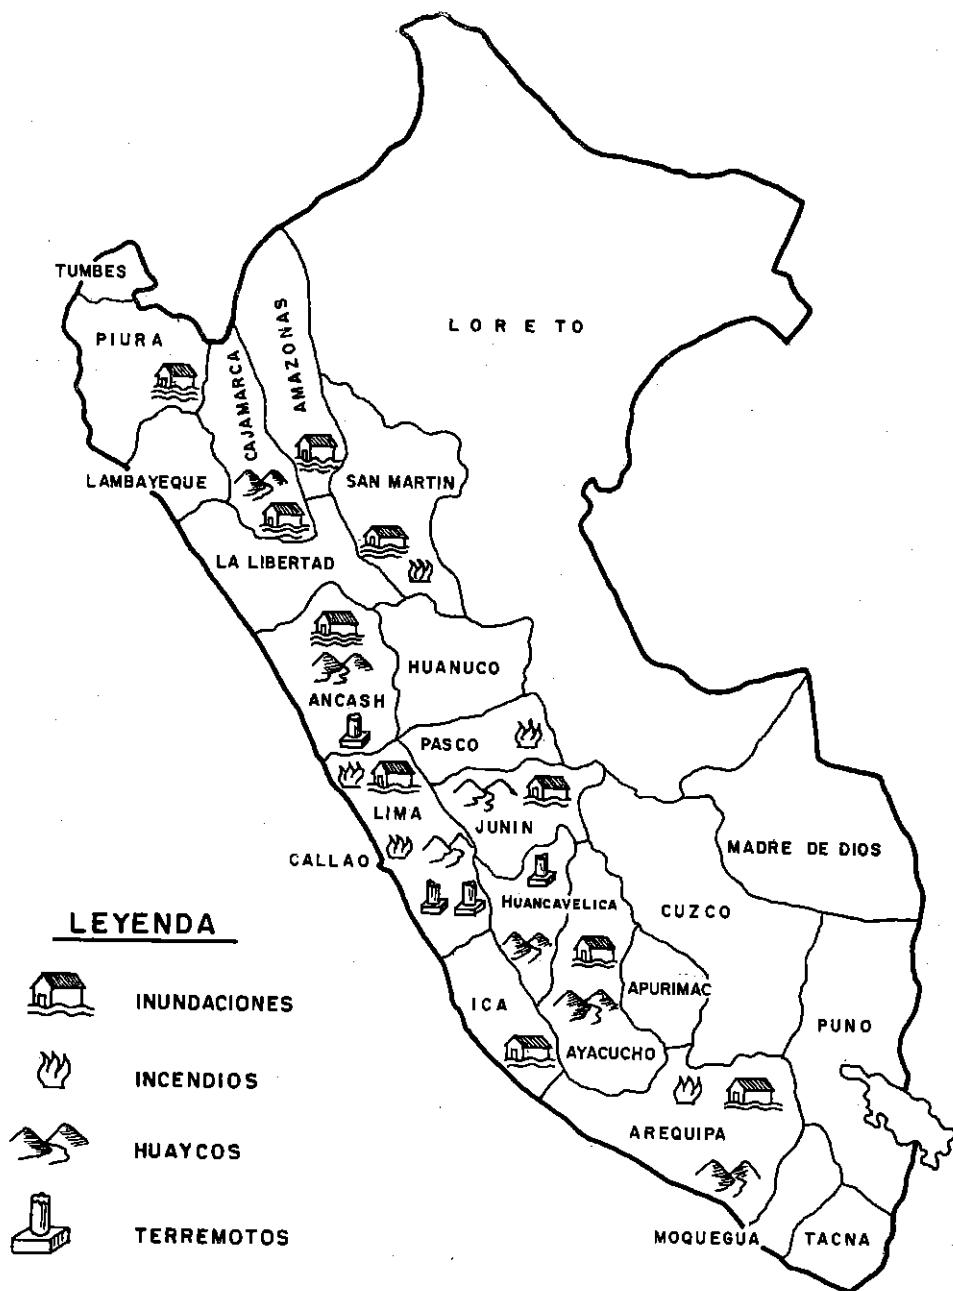 TUMBES
PIURA
LORETO
AMAZONAS
CAJAMARCA
LAMBAYEQUE
SAN MARTIN
LA LIBERTAD
HUANUCO
ANCASH
PASCO
LIMA
JUNIN
CALLAO
MADRE DE DIOS
HUANCAVELICA
CUZCO
APURIMAC
ICA
PUNO
AYACUCHO
AREQUIPA
MOQUEGUA
TACNA
LEYENDA
INUNDACIONES
INCENDIOS
HUAYCOS
TERREMOTOS